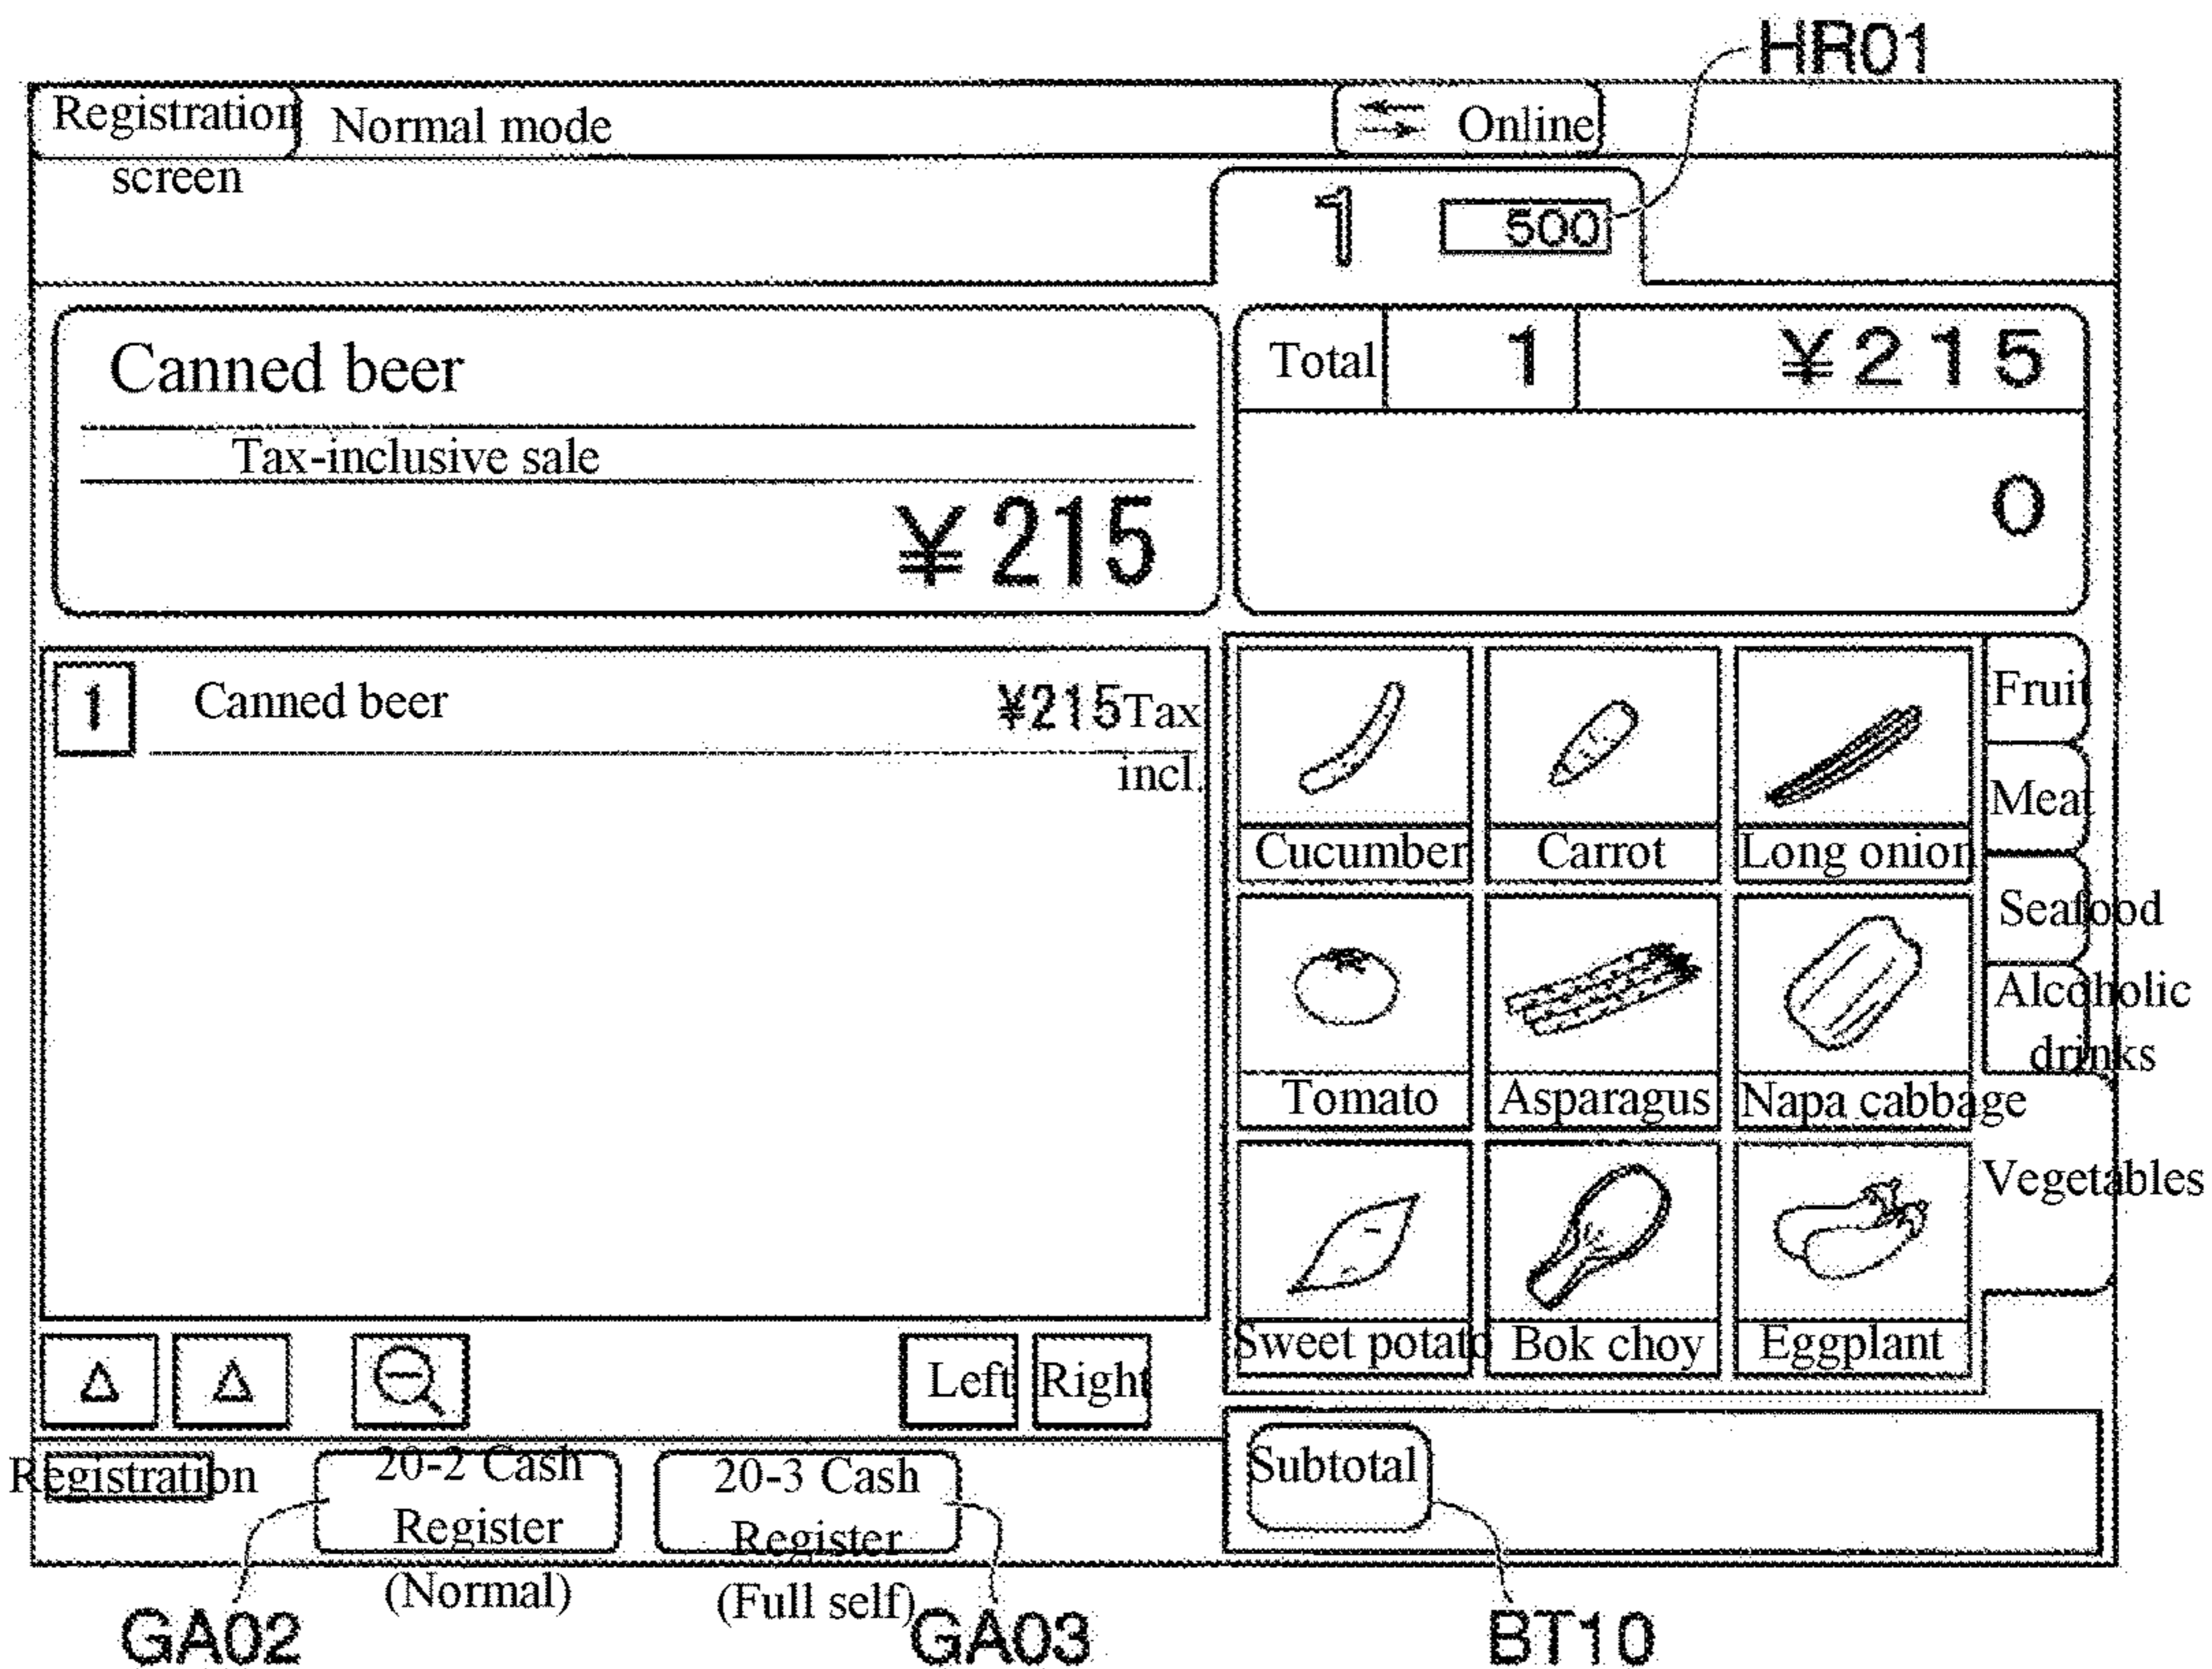 HR01
Registration
screen
Normal mode
Online
1
500
Canned beer
Tax-inclusive sale
¥215
Total
1
¥215
0
1
Canned beer
¥215 Tax
incl.
Cucumber
Carrot
Long onion
Tomato
Asparagus
Napa cabbage
Sweet potato
Bok choy
Eggplant
Fruit
Meat
Seafood
Alcoholic
drinks
Vegetables
Left
Right
Registration
20-2 Cash
Register
(Normal)
20-3 Cash
Register
(Full self)
Subtotal
GA02
GA03
BT10